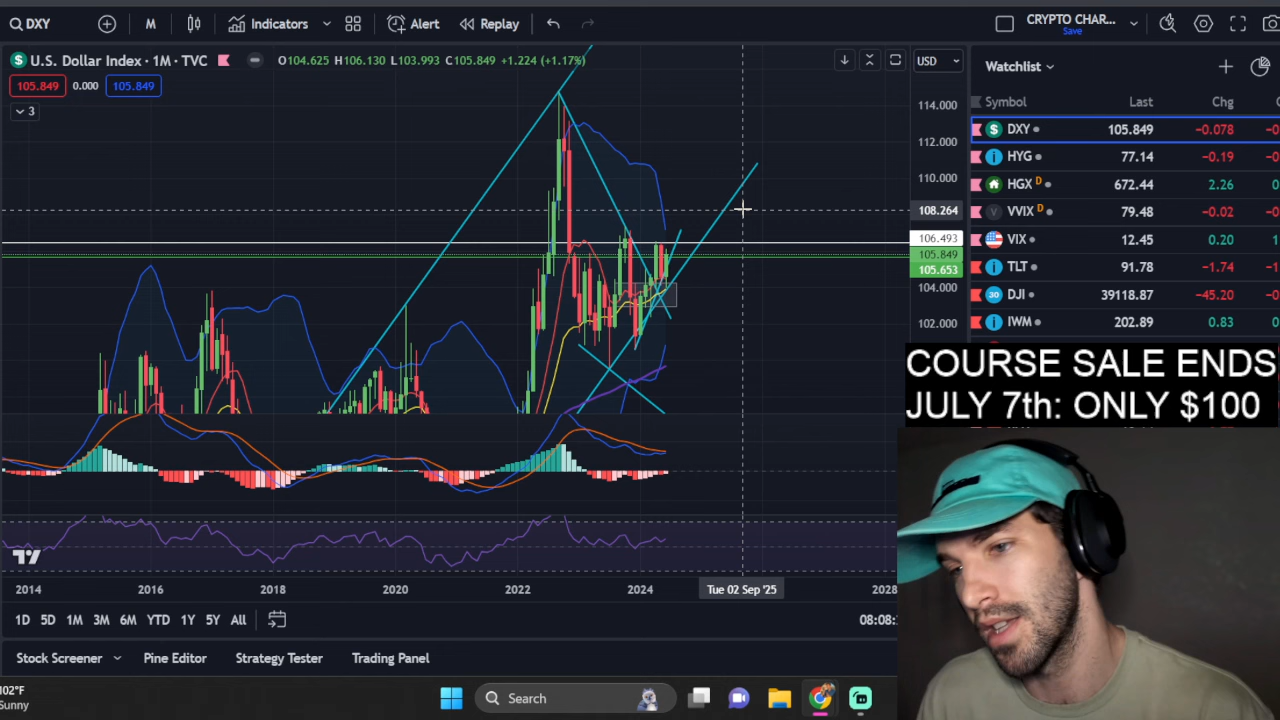 DXY
M
Indicators
Alert
Replay
CRYPTO CHAR...
Save
U.S. Dollar Index · 1M · TVC
O104.625 H106.130 L103.993 C105.849 +1.224 (+1.17%)
105.849
0.000
105.849
3
USD
114.000
112.000
110.000
108.264
106.493
105.849
105.653
104.000
102.000
Watchlist
Symbol Last Chg
DXY 105.849 −0.078
HYG 77.14 −0.19
HGX D 672.44 2.26
VVIX D 79.48 −0.02
VIX 12.45 0.20
TLT 91.78 −1.74
30 DJI 39118.87 −45.20
IWM 202.89 0.83
COURSE SALE ENDS
JULY 7th: ONLY $100
2014 2016 2018 2020 2022 2024 Tue 02 Sep '25 2028
1D 5D 1M 3M 6M YTD 1Y 5Y All
08:08:
Stock Screener Pine Editor Strategy Tester Trading Panel
102°F
Sunny
Search